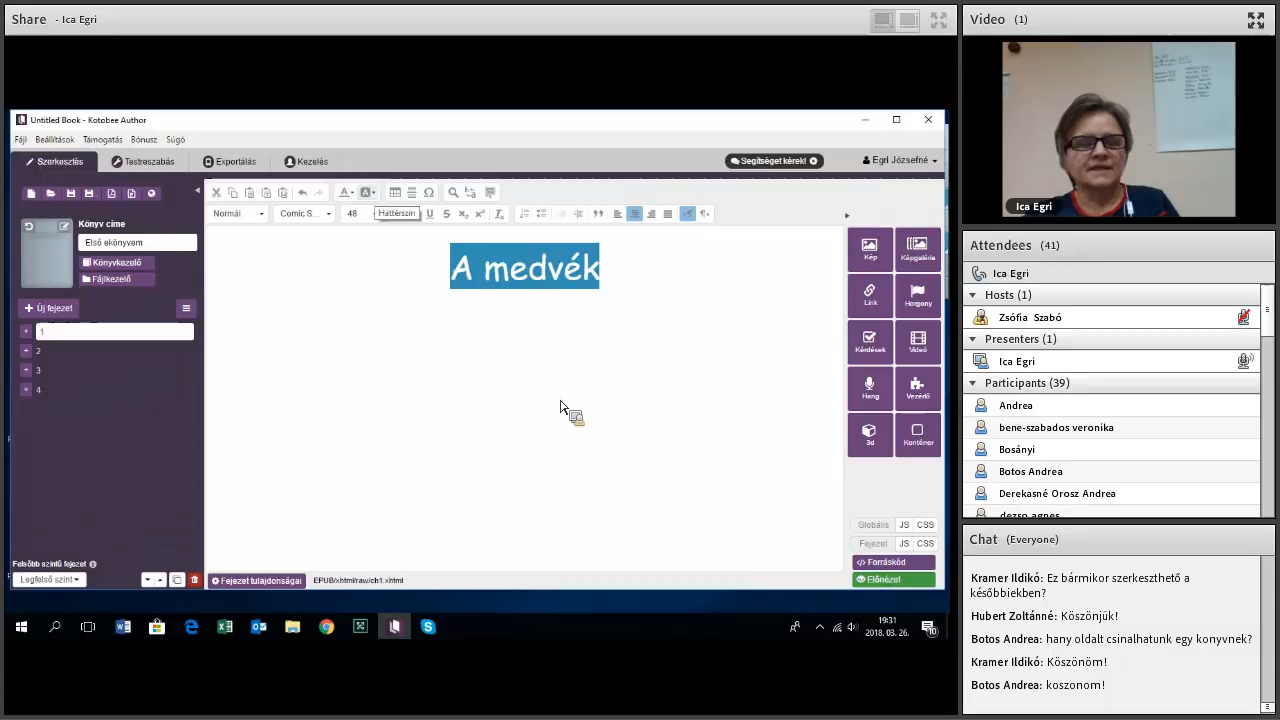 Share - Ica Egri
Video (1)
Untitled Book - Kotobee Author
Fájl Beállítások Támogatás Bónusz Súgó
Szerkesztés Testreszabás Exportálás Kezelés Segítséget kérek! Egri Józsefné
Könyv címe
Első ekönyvem
Könyvkezelő
Fájlkezelő
Új fejezet
1
2
3
4
Felsőbb szintű fejezet
Legfelső szint
Normál Comic S... 48 Háttérszín
A medvék
Kép Képgaléria
Link Horgony
Kérdések Videó
Hang Vezérlő
3d Konténer
Globális JS CSS
Fejezet JS CSS
Forráskód
Előnézet
Fejezet tulajdonságai EPUB/xhtml/raw/ch1.xhtml
19:31
2018. 03. 26.
10
Ica Egri
Attendees (41)
Ica Egri
Hosts (1)
Zsófia Szabó
Presenters (1)
Ica Egri
Participants (39)
Andrea
bene-szabados veronika
Bosányi
Botos Andrea
Derekasné Orosz Andrea
dezso agnes
Chat (Everyone)
Kramer Ildikó: Ez bármikor szerkeszthető a
későbbiekben?
Hubert Zoltánné: Köszönjük!
Botos Andrea: hany oldalt csinalhatunk egy konyvnek?
Kramer Ildikó: Köszönöm!
Botos Andrea: koszonom!